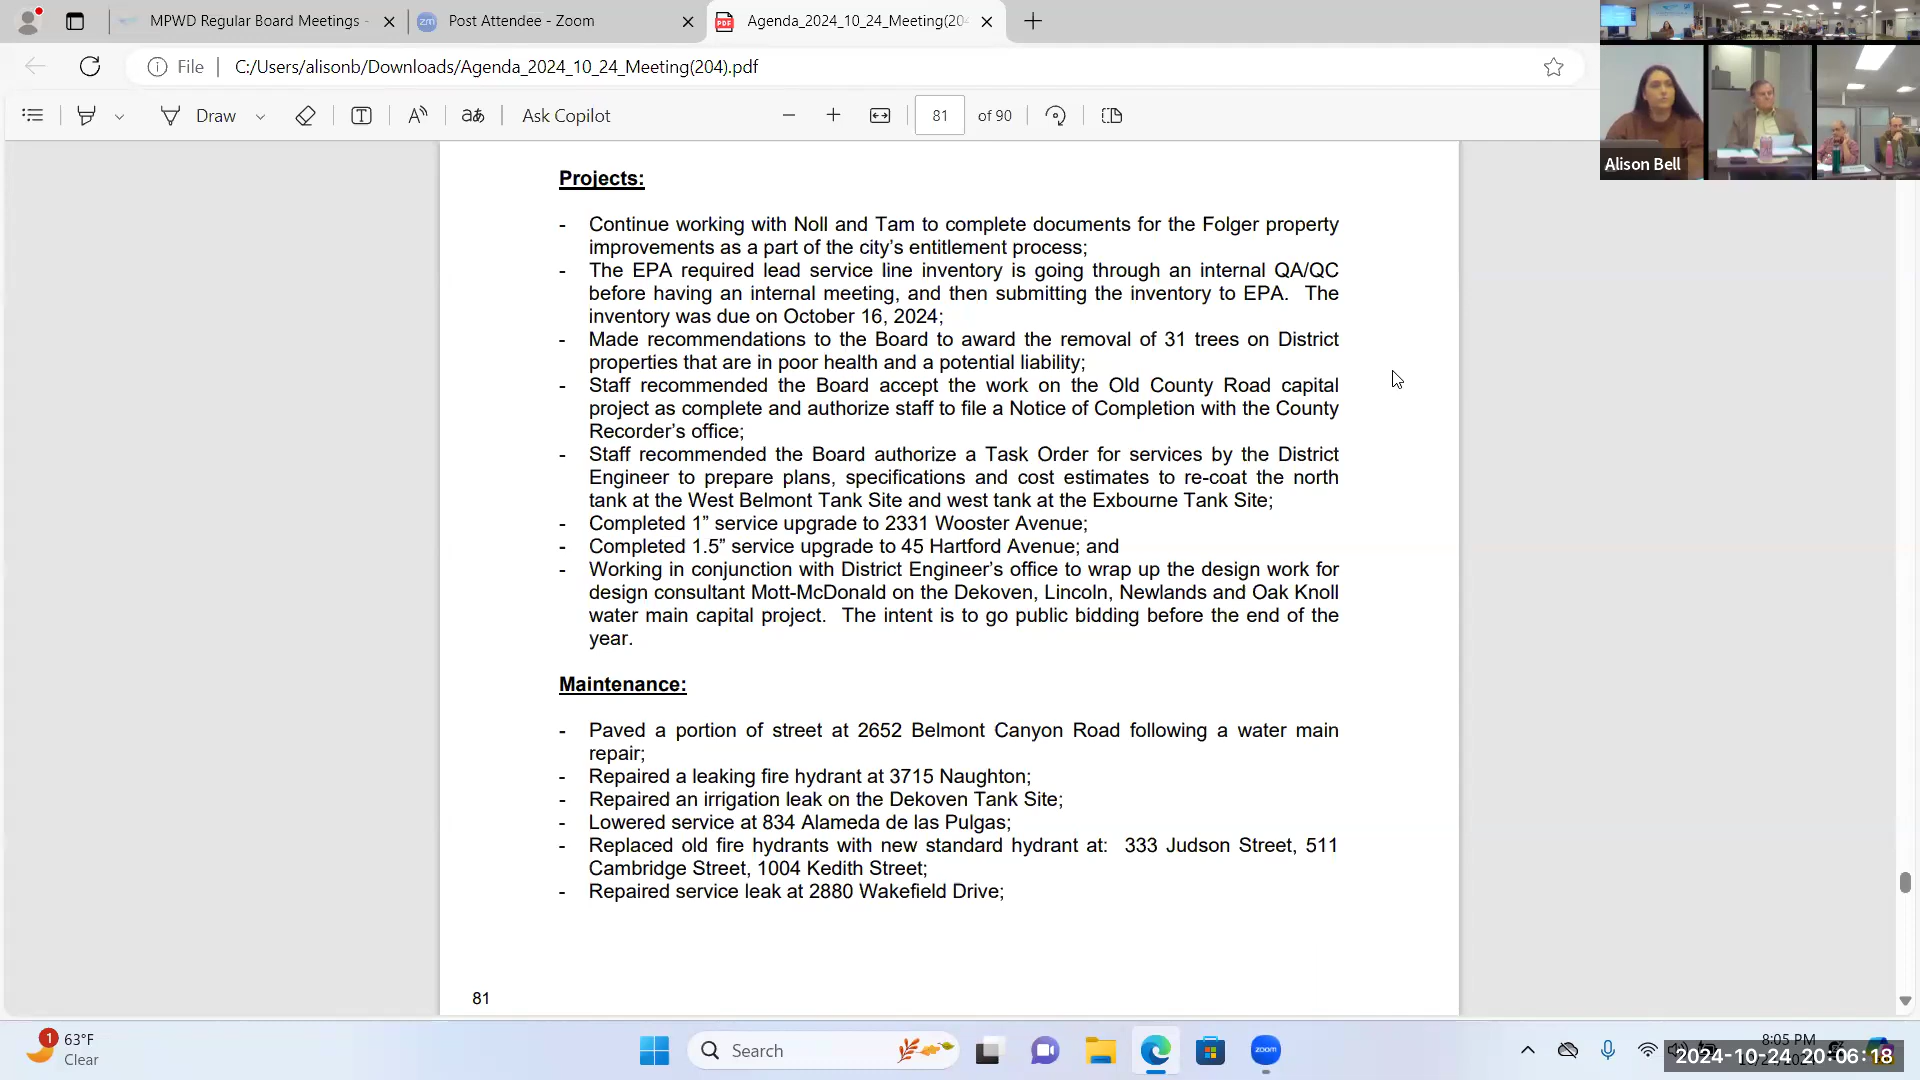 MPWD Regular Board Meetings -
Post Attendee - Zoom
Agenda_2024_10_24_Meeting(204
File
C:/Users/alisonb/Downloads/Agenda_2024_10_24_Meeting(204).pdf
Draw
Ask Copilot
81 of 90
Alison Bell
Projects:
- Continue working with Noll and Tam to complete documents for the Folger property
improvements as a part of the city’s entitlement process;
- The EPA required lead service line inventory is going through an internal QA/QC
before having an internal meeting, and then submitting the inventory to EPA. The
inventory was due on October 16, 2024;
- Made recommendations to the Board to award the removal of 31 trees on District
properties that are in poor health and a potential liability;
- Staff recommended the Board accept the work on the Old County Road capital
project as complete and authorize staff to file a Notice of Completion with the County
Recorder’s office;
- Staff recommended the Board authorize a Task Order for services by the District
Engineer to prepare plans, specifications and cost estimates to re-coat the north
tank at the West Belmont Tank Site and west tank at the Exbourne Tank Site;
- Completed 1” service upgrade to 2331 Wooster Avenue;
- Completed 1.5” service upgrade to 45 Hartford Avenue; and
- Working in conjunction with District Engineer’s office to wrap up the design work for
design consultant Mott-McDonald on the Dekoven, Lincoln, Newlands and Oak Knoll
water main capital project. The intent is to go public bidding before the end of the
year.
Maintenance:
- Paved a portion of street at 2652 Belmont Canyon Road following a water main
repair;
- Repaired a leaking fire hydrant at 3715 Naughton;
- Repaired an irrigation leak on the Dekoven Tank Site;
- Lowered service at 834 Alameda de las Pulgas;
- Replaced old fire hydrants with new standard hydrant at: 333 Judson Street, 511
Cambridge Street, 1004 Kedith Street;
- Repaired service leak at 2880 Wakefield Drive;
81
1
63°F
Clear
Search
zoom
8:05 PM
2024-10-24 20:06:18